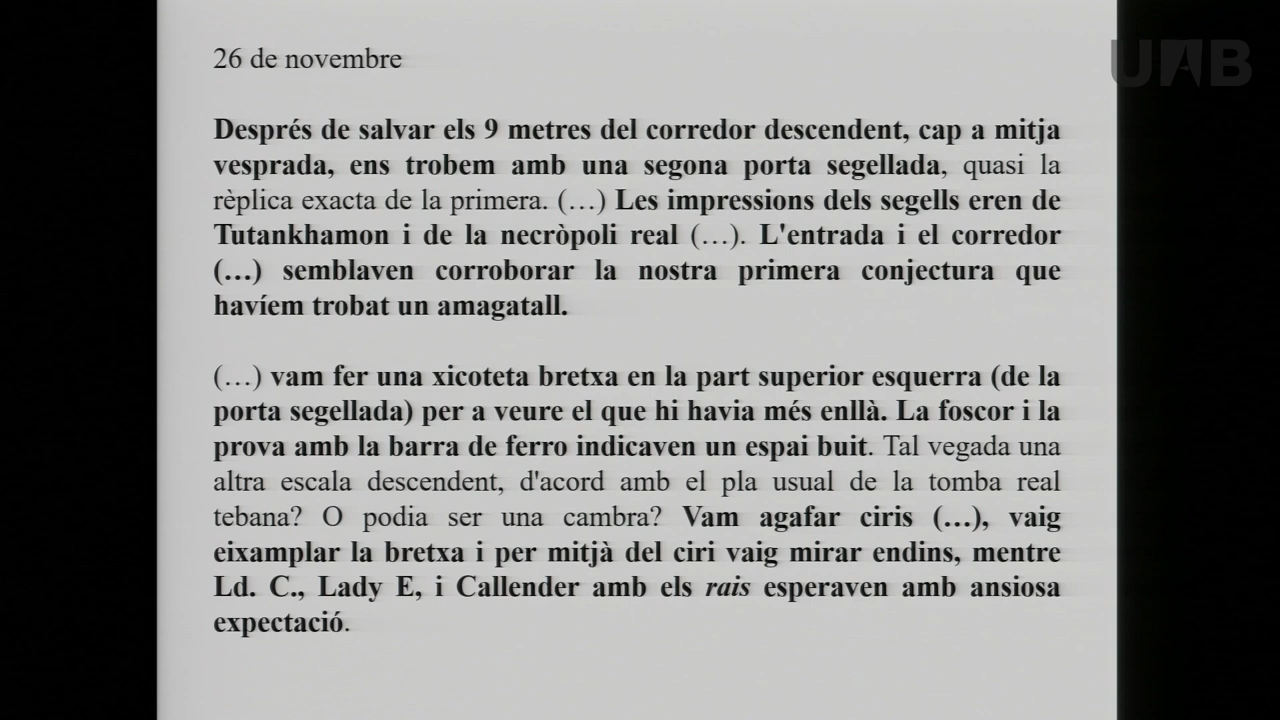 26 de novembre
UAB
Després de salvar els 9 metres del corredor descendent, cap a mitja
vesprada, ens trobem amb una segona porta segellada, quasi la
rèplica exacta de la primera. (…) Les impressions dels segells eren de
Tutankhamon i de la necròpoli real (…). L'entrada i el corredor
(…) semblaven corroborar la nostra primera conjectura que
havíem trobat un amagatall.
(…) vam fer una xicoteta bretxa en la part superior esquerra (de la
porta segellada) per a veure el que hi havia més enllà. La foscor i la
prova amb la barra de ferro indicaven un espai buit. Tal vegada una
altra escala descendent, d'acord amb el pla usual de la tomba real
tebana? O podia ser una cambra? Vam agafar ciris (…), vaig
eixamplar la bretxa i per mitjà del ciri vaig mirar endins, mentre
Ld. C., Lady E, i Callender amb els rais esperaven amb ansiosa
expectació.